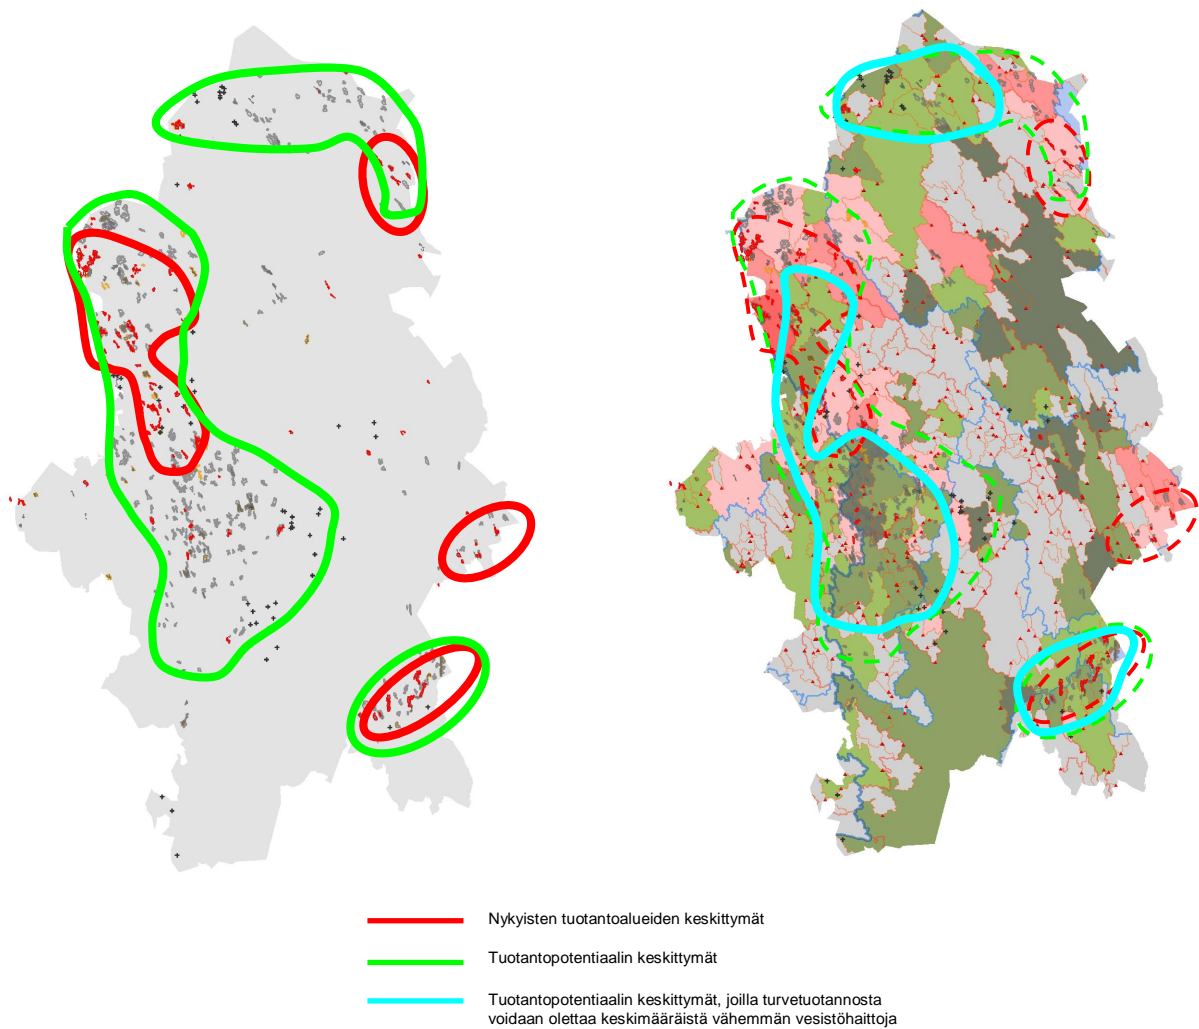 Nykyisten tuotantoalueiden keskittymät
Tuotantopotentiaalin keskittymät
Tuotantopotentiaalin keskittymät, joilla turvetuotannosta
voidaan olettaa keskimääräistä vähemmän vesistöhaittoja